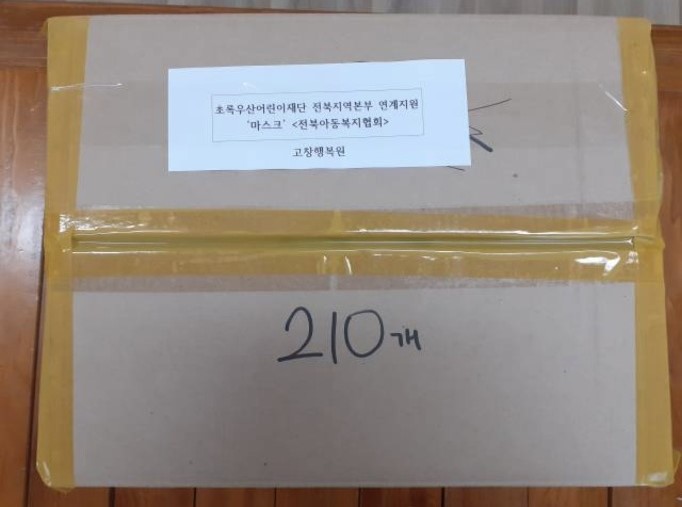 초록우산어린이재단 전북지역본부 연계지원
'마스크' <전북아동복지협회>
고창행복원
210개